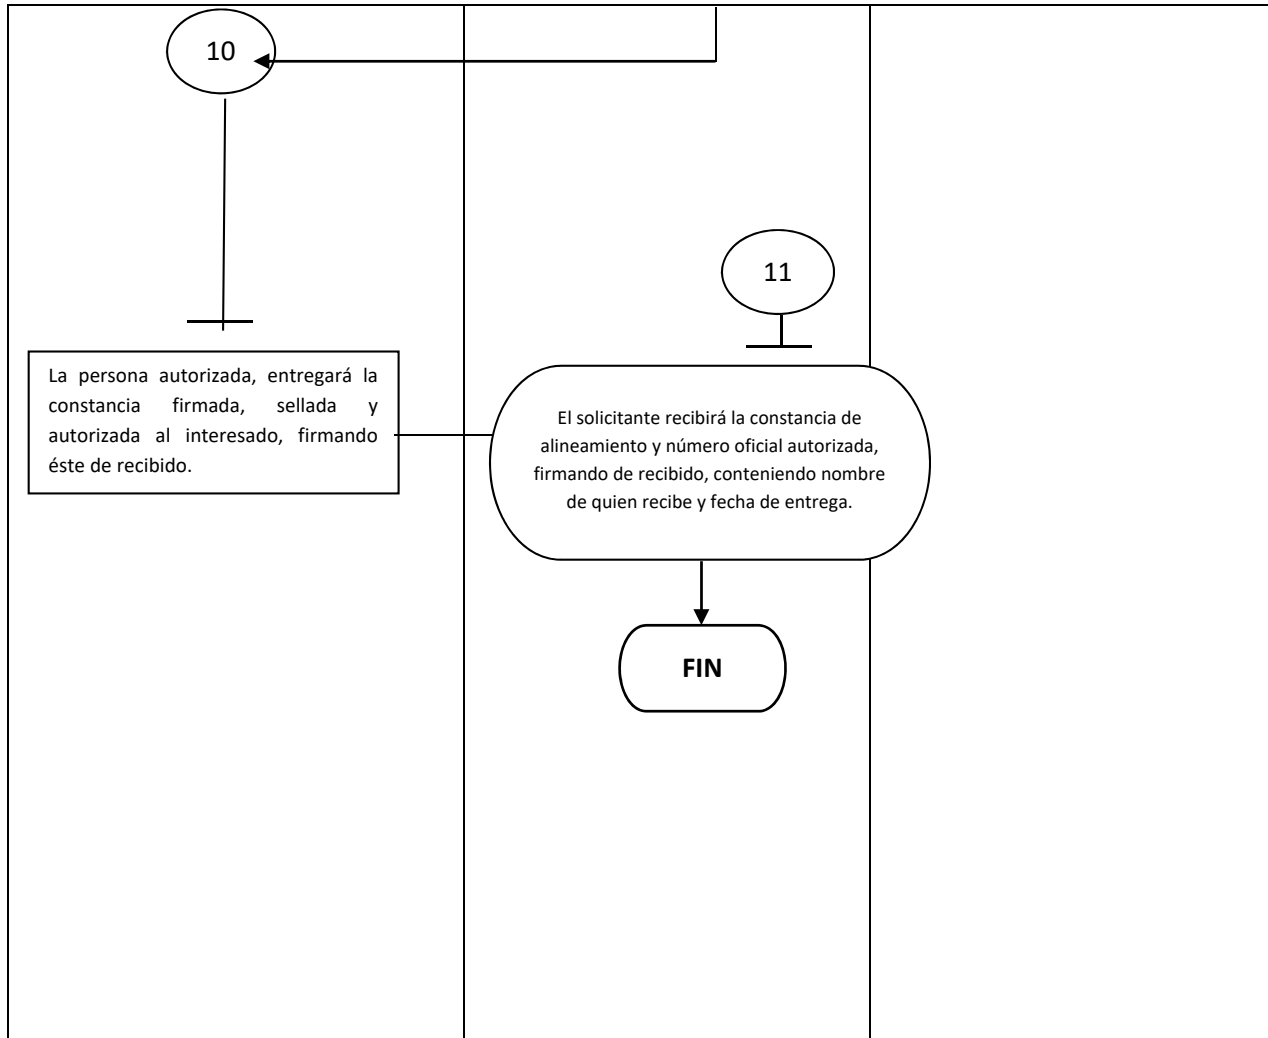 10
11
La persona autorizada, entregará la
constancia firmada, sellada y
autorizada al interesado, firmando
éste de recibido.
El solicitante recibirá la constancia de
alineamiento y número oficial autorizada,
firmando de recibido, conteniendo nombre
de quien recibe y fecha de entrega.
FIN